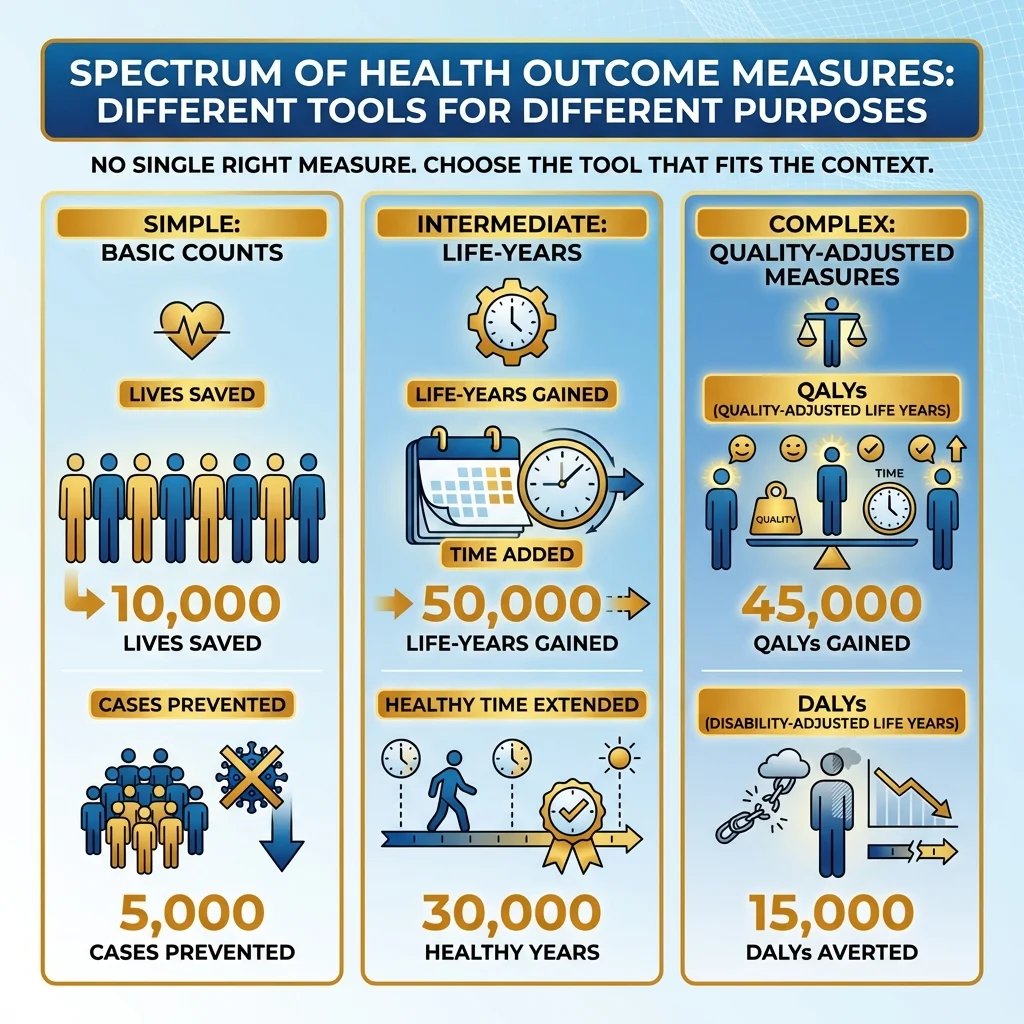 SPECTRUM OF HEALTH OUTCOME MEASURES:
DIFFERENT TOOLS FOR DIFFERENT PURPOSES
NO SINGLE RIGHT MEASURE. CHOOSE THE TOOL THAT FITS THE CONTEXT.
SIMPLE:
BASIC COUNTS
LIVES SAVED
10,000
LIVES SAVED
CASES PREVENTED
5,000
CASES PREVENTED
INTERMEDIATE:
LIFE-YEARS
LIFE-YEARS GAINED
TIME ADDED
50,000
LIFE-YEARS GAINED
HEALTHY TIME EXTENDED
30,000
HEALTHY YEARS
COMPLEX:
QUALITY-ADJUSTED
MEASURES
QALYs
(QUALITY-ADJUSTED LIFE YEARS)
TIME
QUALITY
45,000
QALYs GAINED
DALYs
(DISABILITY-ADJUSTED LIFE YEARS)
15,000
DALYs AVERTED